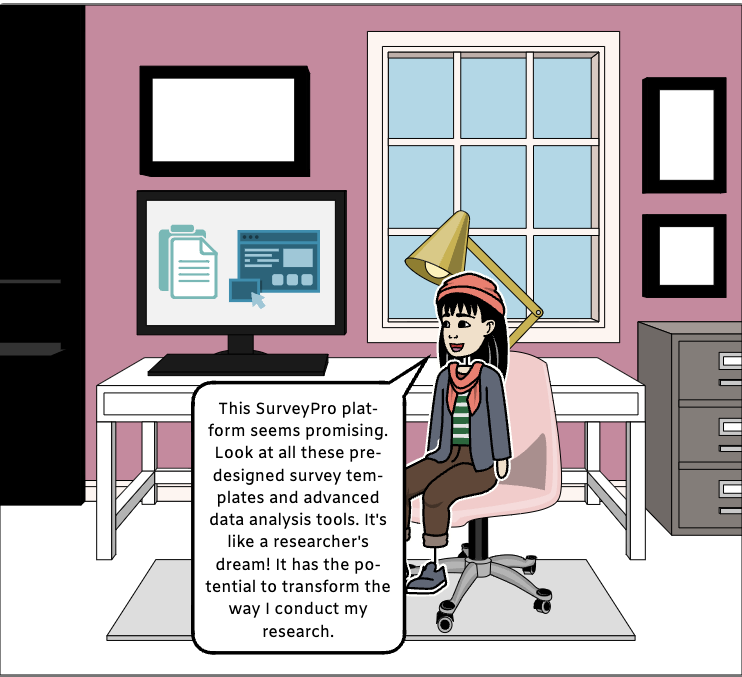 This SurveyPro plat-
form seems promising.
Look at all these pre-
designed survey tem-
plates and advanced
data analysis tools. It's
like a researcher's
dream! It has the po-
tential to transform the
way I conduct my
research.